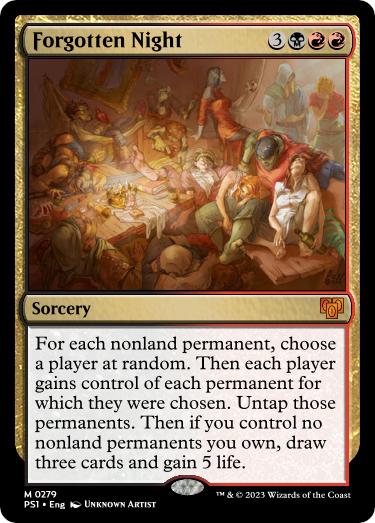 Forgotten Night 3
Sorcery
For each nonland permanent, choose
a player at random. Then each player
gains control of each permanent for
which they were chosen. Untap those
permanents. Then if you control no
nonland permanents you own, draw
three cards and gain 5 life.
M 0279
PS1 • Eng Unknown Artist
™ & © 2023 Wizards of the Coast